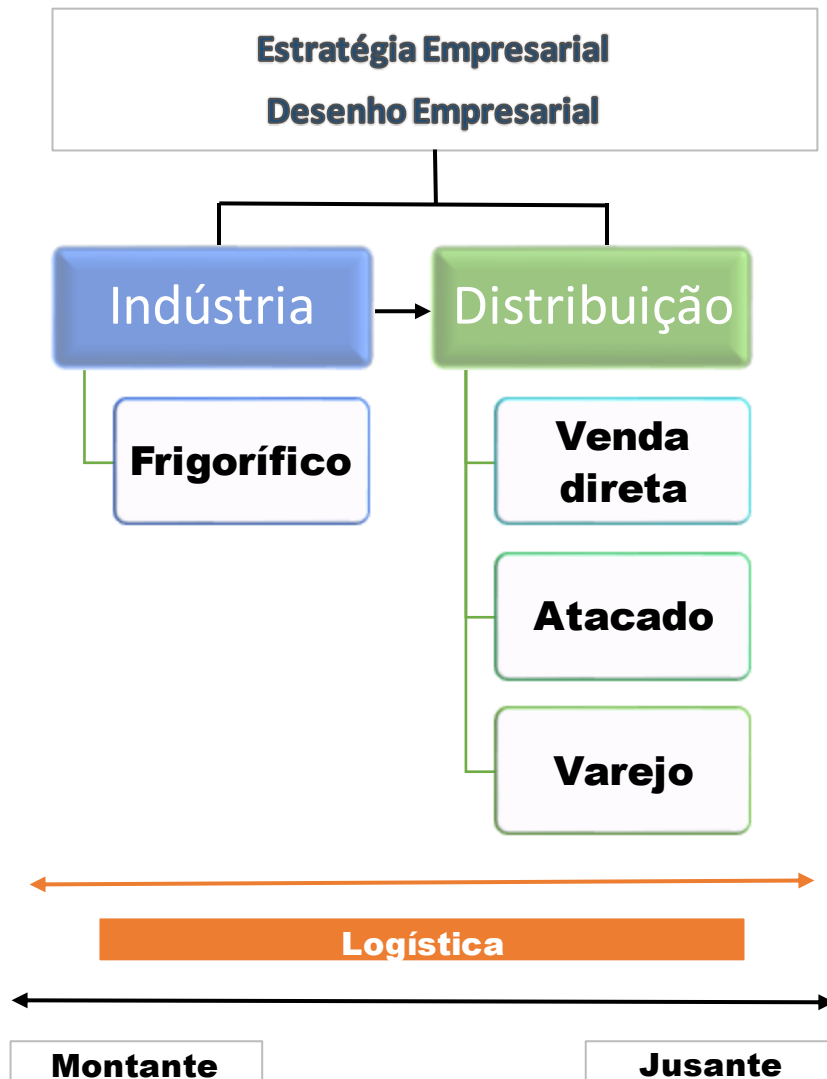 Estratégia Empresarial
Desenho Empresarial
Indústria
Distribuição
Frigorífico
Venda
direta
Atacado
Varejo
Logística
Montante
Jusante